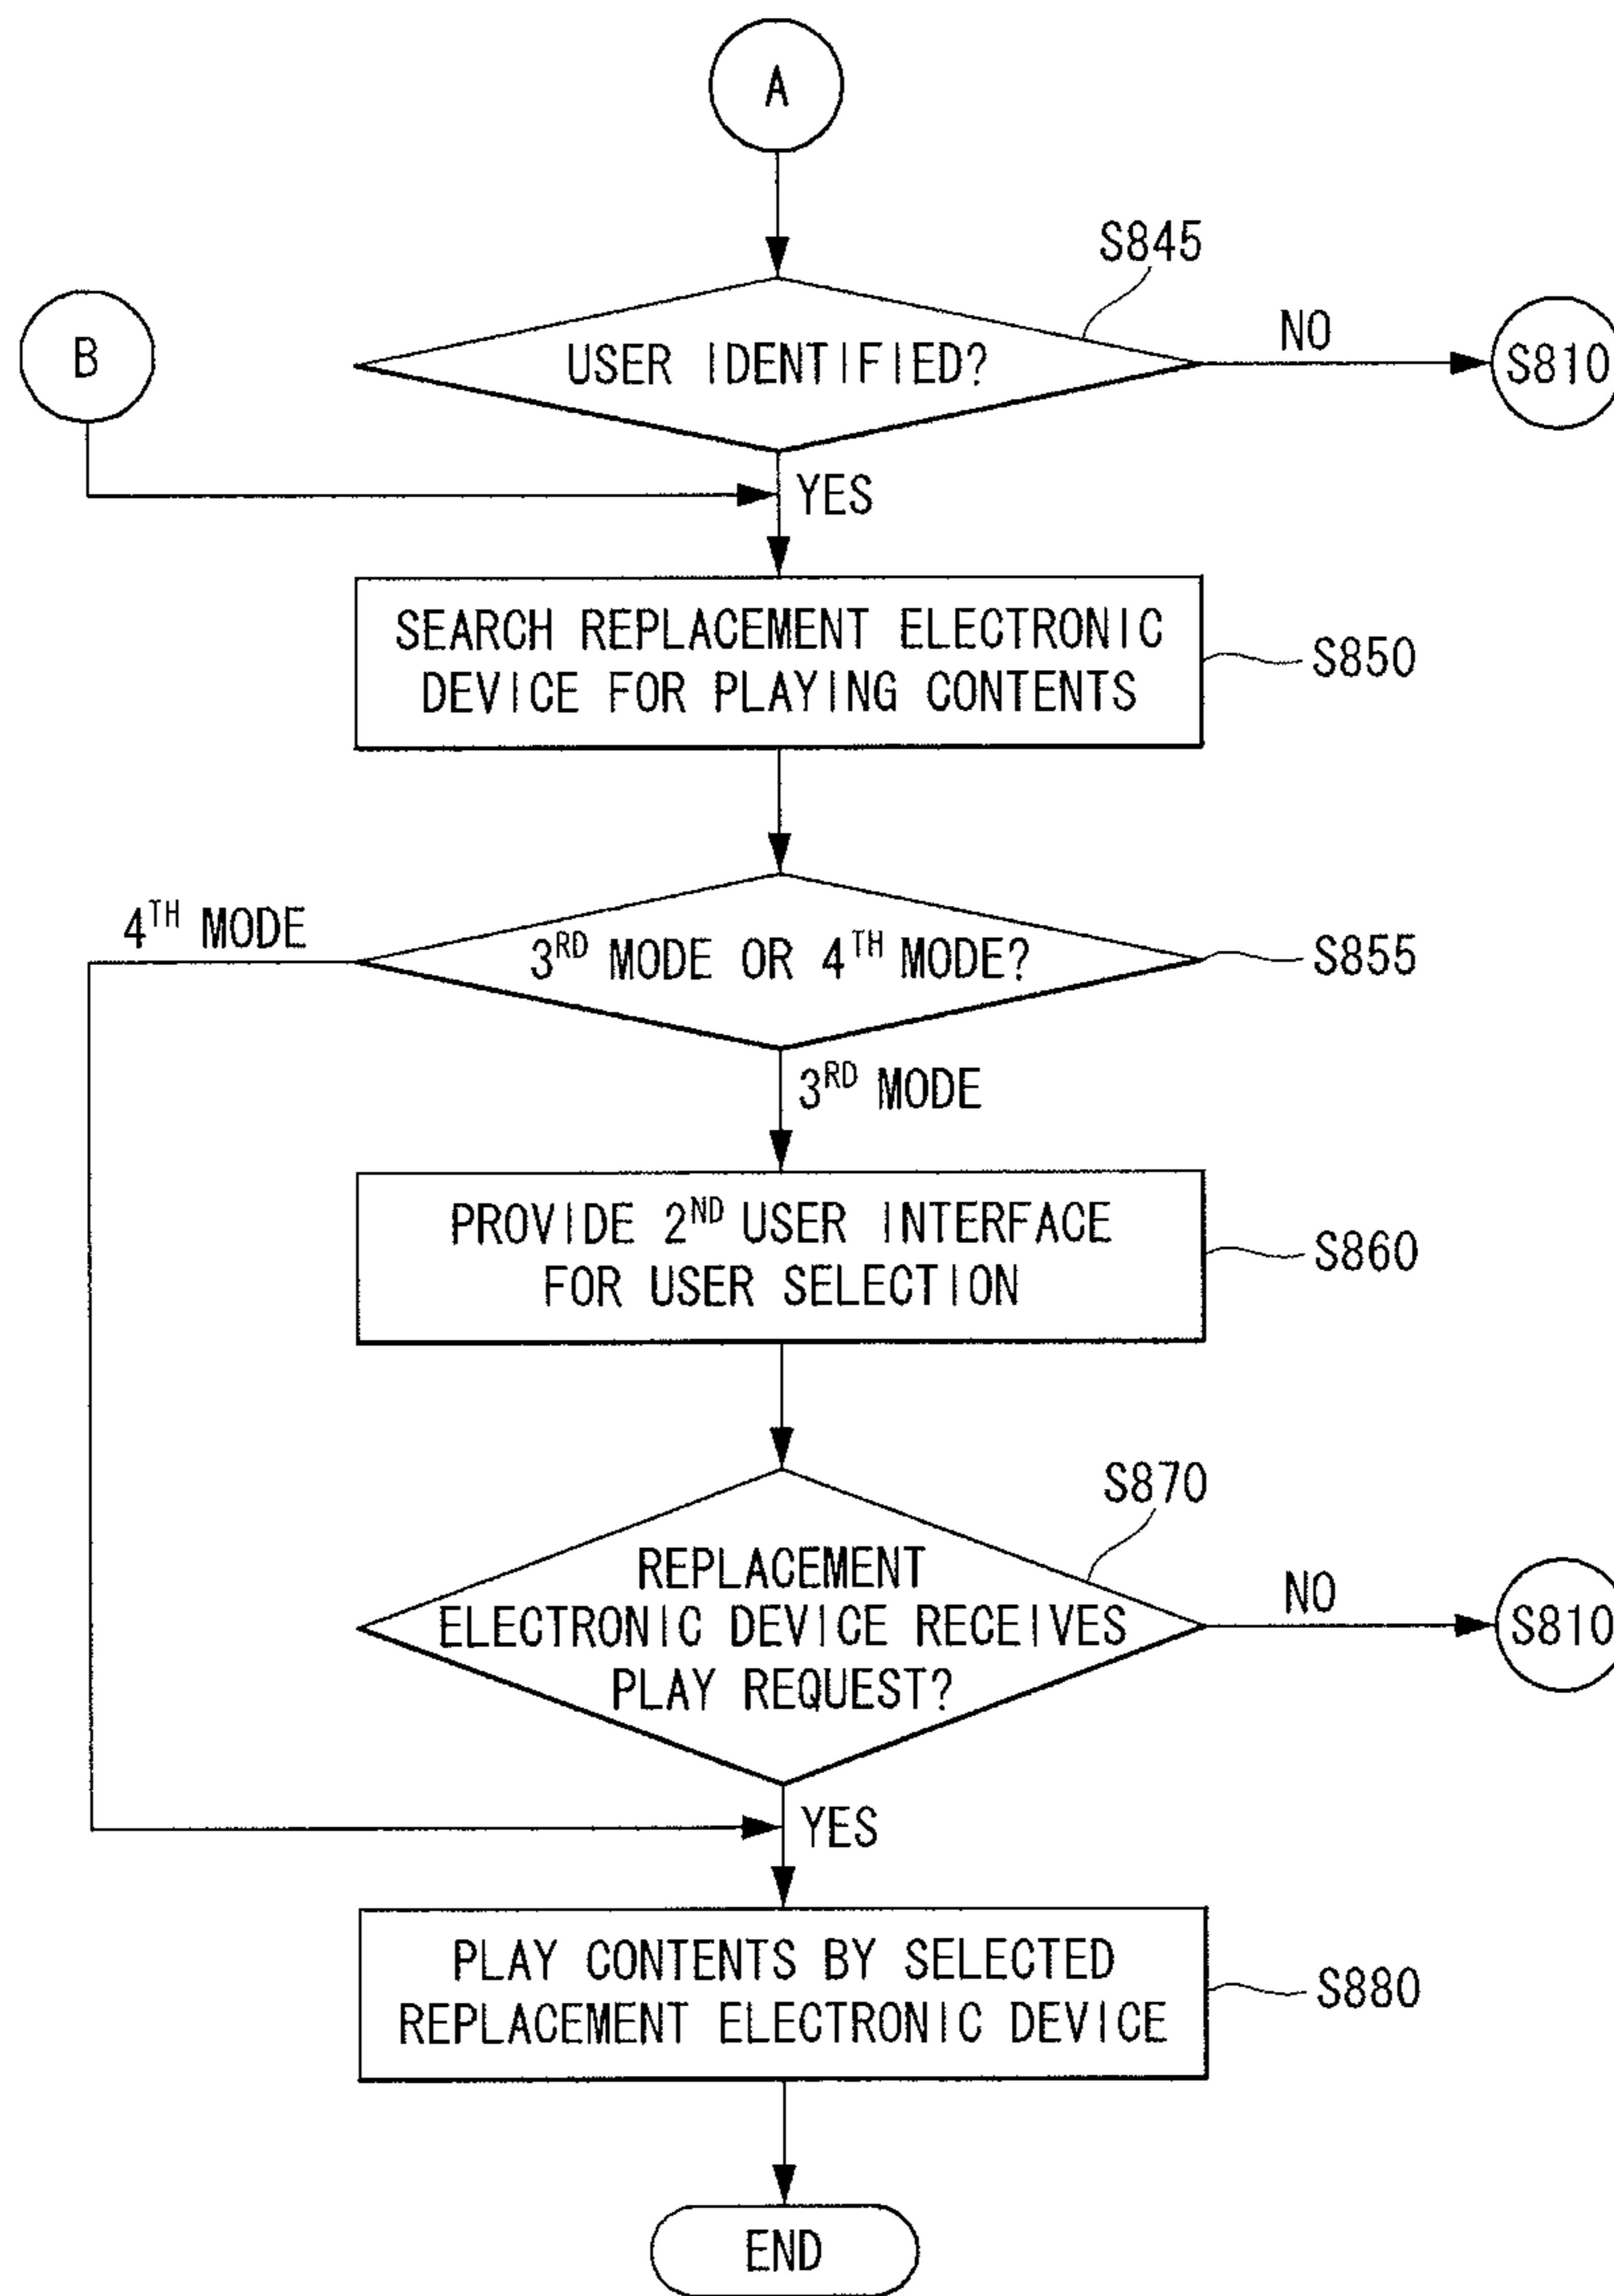 A
S845
B
USER IDENTIFIED?
NO
S810
YES
SEARCH REPLACEMENT ELECTRONIC
DEVICE FOR PLAYING CONTENTS
S850
4TH MODE
3RD MODE OR 4TH MODE?
S855
3RD MODE
PROVIDE 2ND USER INTERFACE
FOR USER SELECTION
S860
S870
REPLACEMENT
ELECTRONIC DEVICE RECEIVES
PLAY REQUEST?
NO
S810
YES
PLAY CONTENTS BY SELECTED
REPLACEMENT ELECTRONIC DEVICE
S880
END